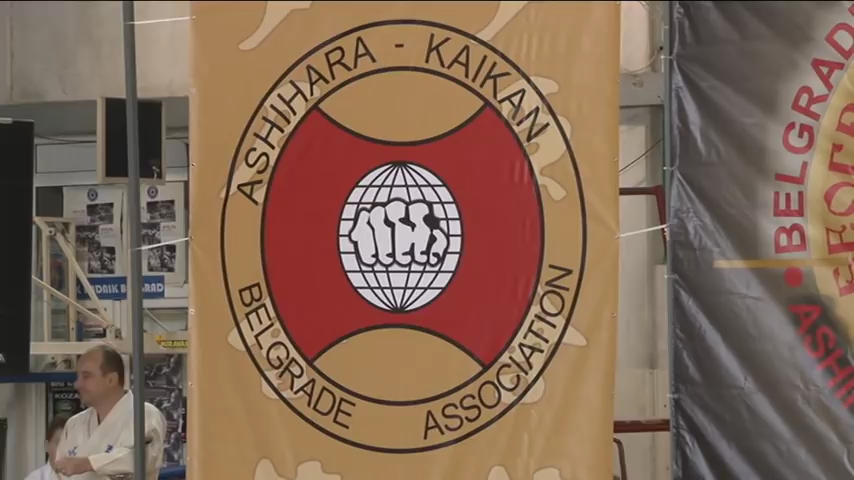 ASHIHARA - KAIKAN
BELGRADE ASSOCIATION
BELGRADE
ASHIH